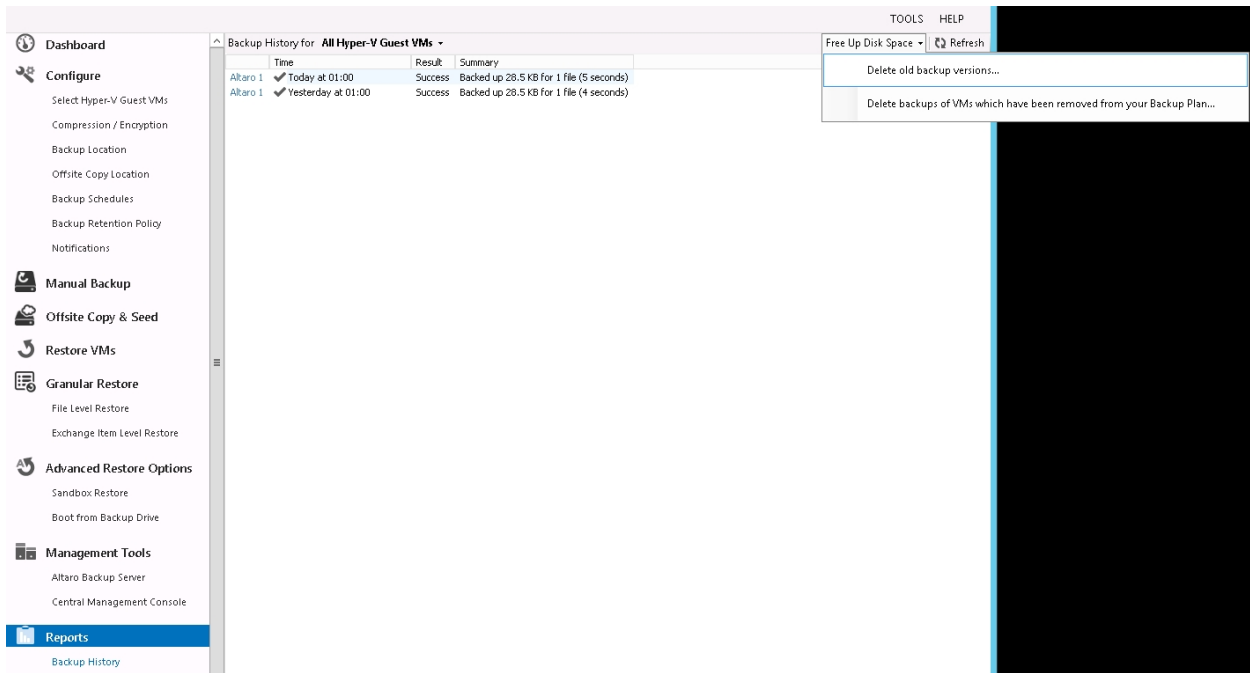 TOOLS HELP
Dashboard
Configure
Select Hyper-V Guest VMs
Compression / Encryption
Backup Location
Offsite Copy Location
Backup Schedules
Backup Retention Policy
Notifications
Manual Backup
Offsite Copy & Seed
Restore VMs
Granular Restore
File Level Restore
Exchange Item Level Restore
Advanced Restore Options
Sandbox Restore
Boot from Backup Drive
Management Tools
Altaro Backup Server
Central Management Console
Reports
Backup History
Backup History for All Hyper-V Guest VMs
Free Up Disk Space Refresh
Time Result Summary
Altaro 1 Today at 01:00 Success Backed up 28.5 KB for 1 file (5 seconds)
Altaro 1 Yesterday at 01:00 Success Backed up 28.5 KB for 1 file (4 seconds)
Delete old backup versions...
Delete backups of VMs which have been removed from your Backup Plan...